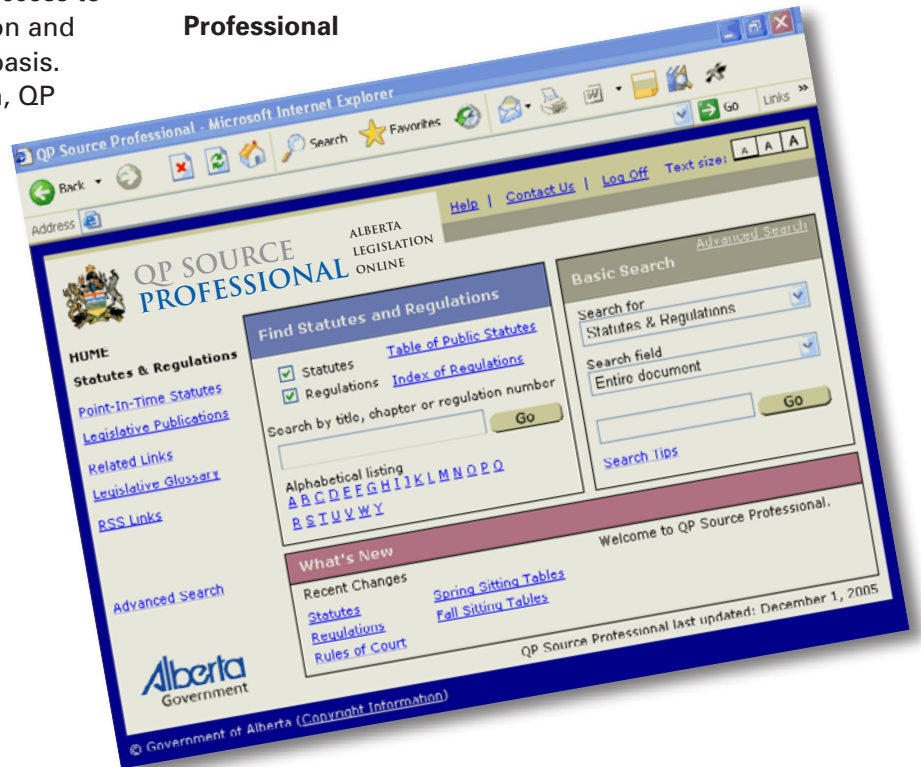 ccess to
on and
basis.
, QP
Professional
QP Source Professional - Microsoft Internet Explorer
Back
Search
Favorites
Address
Go
Links »
Help | Contact Us | Log Off Text size: A A A
QP SOURCE
PROFESSIONAL
ALBERTA
LEGISLATION
ONLINE
HOME
Statutes & Regulations
Point-In-Time Statutes
Legislative Publications
Related Links
Legislative Glossary
RSS Links
Advanced Search
Alberta
Government
Find Statutes and Regulations
Statutes
Table of Public Statutes
Regulations
Index of Regulations
Search by title, chapter or regulation number
Go
Alphabetical listing
A B C D E F G H I J K L M N O P Q
R S T U V W Y
Advanced Search
Basic Search
Search for
Statutes & Regulations
Search field
Entire document
Go
Search Tips
What's New
Welcome to QP Source Professional.
Recent Changes
Statutes
Spring Sitting Tables
Regulations
Fall Sitting Tables
Rules of Court
QP Source Professional last updated: December 1, 2005
© Government of Alberta (Copyright Information)